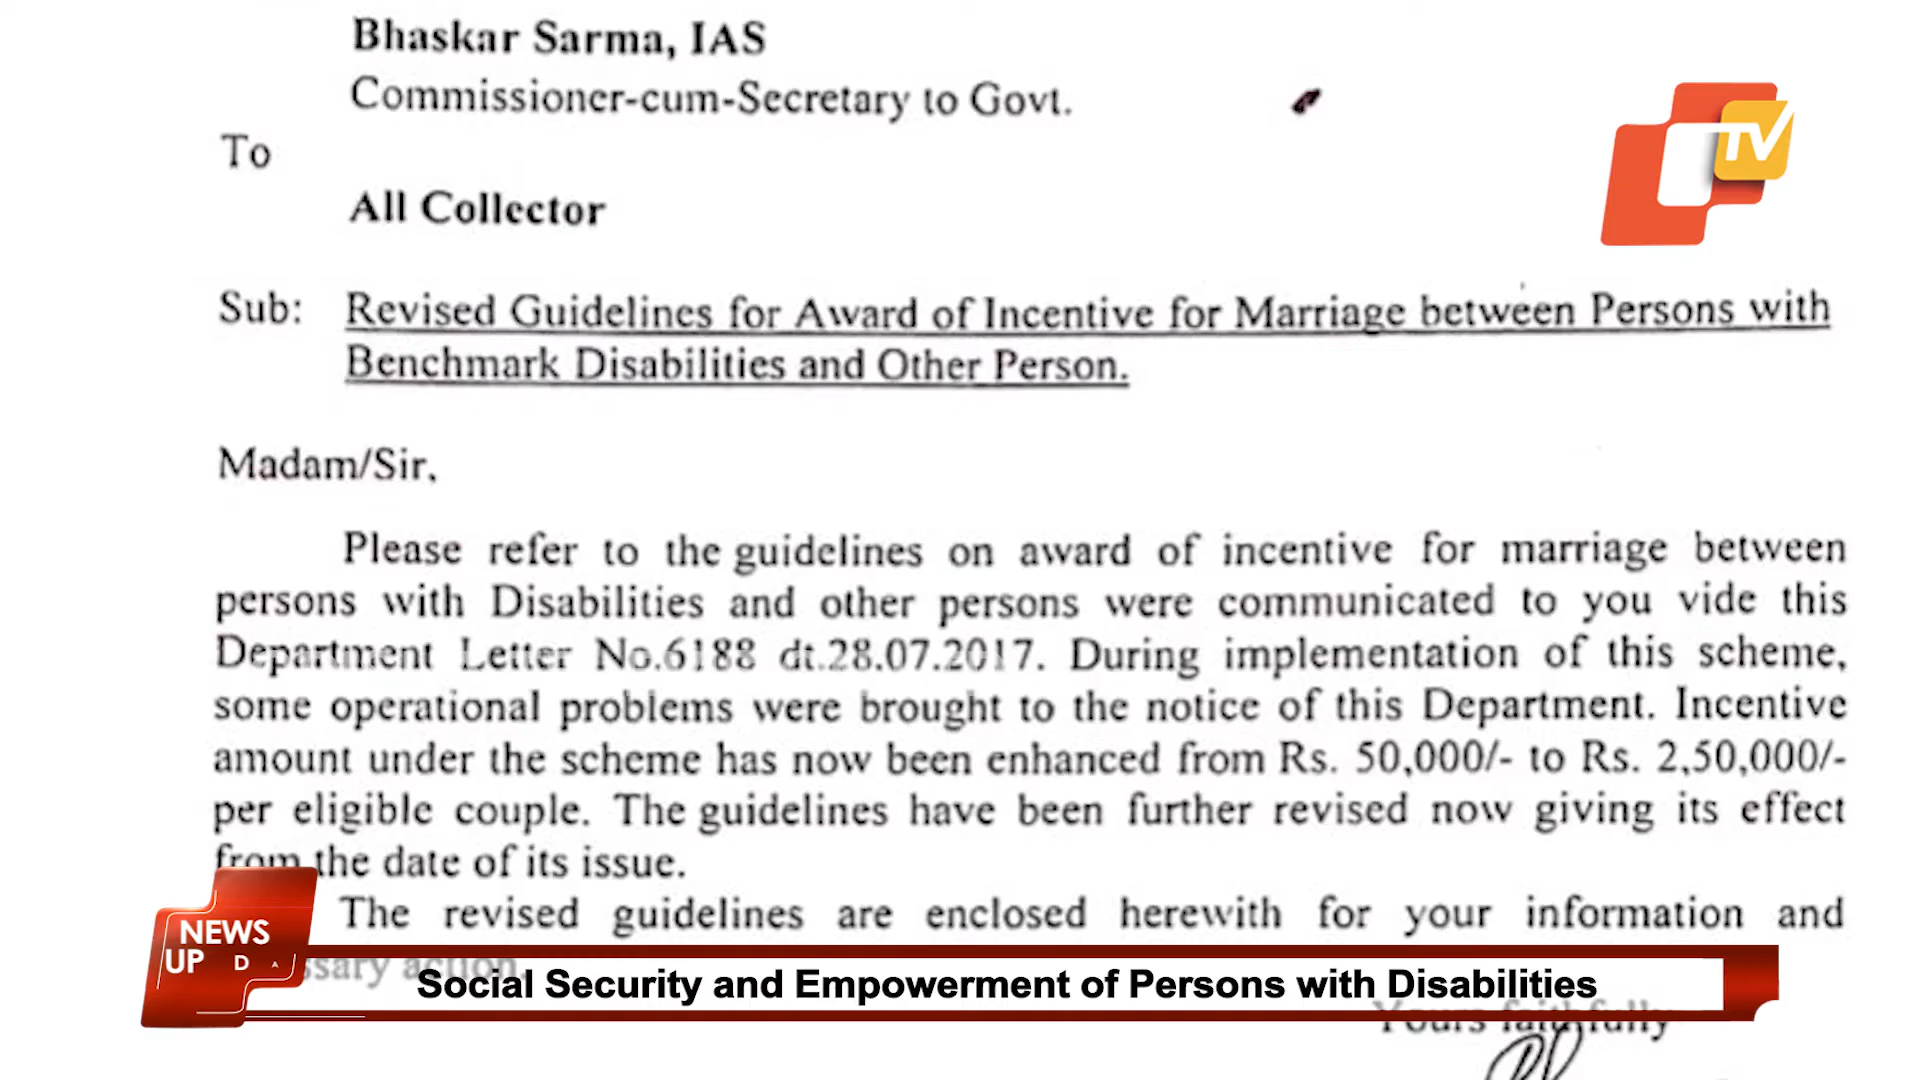 Bhaskar Sarma, IAS
Commissioner-cum-Secretary to Govt.
TV
To
All Collector
Sub: Revised Guidelines for Award of Incentive for Marriage between Persons with
Benchmark Disabilities and Other Person.
Madam/Sir,
Please refer to the guidelines on award of incentive for marriage between
persons with Disabilities and other persons were communicated to you vide this
Department Letter No.6188 dt.28.07.2017. During implementation of this scheme,
some operational problems were brought to the notice of this Department. Incentive
amount under the scheme has now been enhanced from Rs. 50,000/- to Rs. 2,50,000/-
per eligible couple. The guidelines have been further revised now giving its effect
from the date of its issue.
The revised guidelines are enclosed herewith for your information and
action.
NEWS
UP D A
Social Security and Empowerment of Persons with Disabilities
Yours faithfully